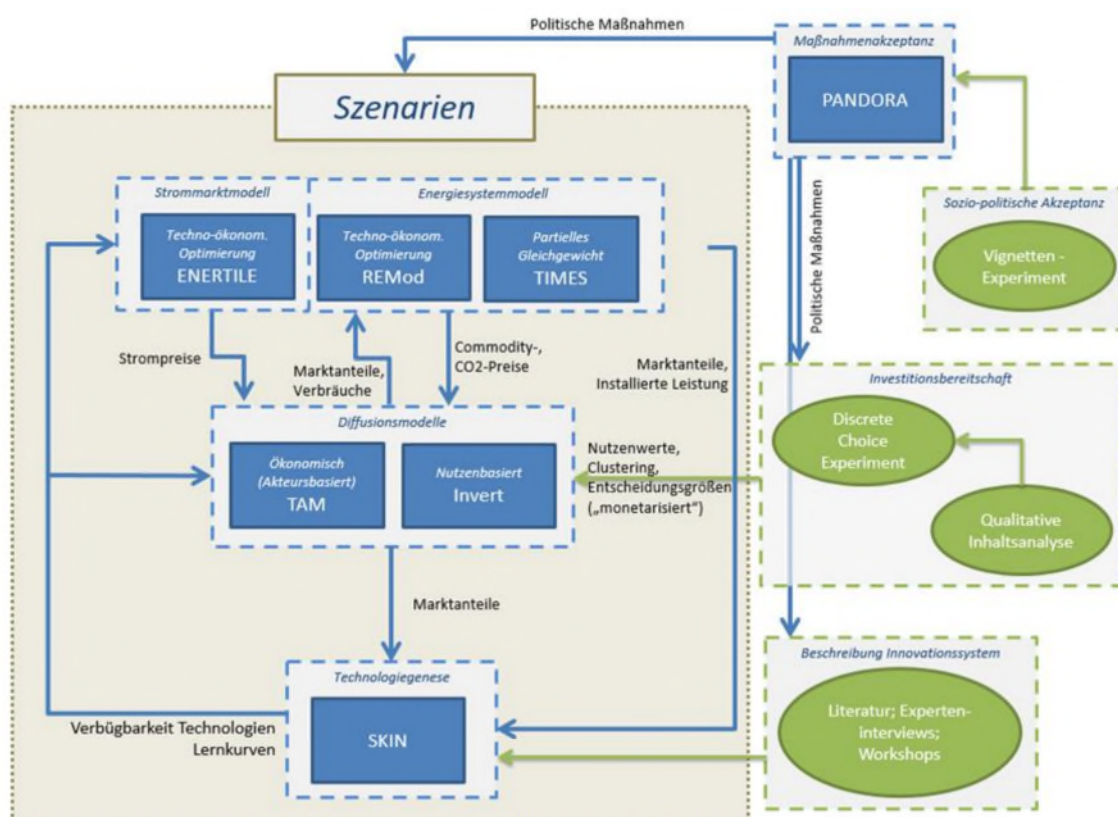 Politische Maßnahmen
Maßnahmenakzeptanz
PANDORA
Szenarien
Strommarktmodell
Energiesystemmodell
Techno-ökonom.
Optimierung
ENERTILE
Techno-ökonom.
Optimierung
REMod
Partielles
Gleichgewicht
TIMES
Sozio-politische Akzeptanz
Vignetten -
Experiment
Politische Maßnahmen
Strompreise
Marktanteile,
Verbräuche
Commodity-,
CO2-Preise
Marktanteile,
Installierte Leistung
Investitionsbereitschaft
Discrete
Choice
Experiment
Qualitative
Inhaltsanalyse
Diffusionsmodelle
Ökonomisch
(Akteursbasiert)
TAM
Nutzenbasiert
Invert
Nutzenwerte,
Clustering,
Entscheidungsgrößen
(„monetarisiert“)
Marktanteile
Technologiegenese
SKIN
Verbügbarkeit Technologien
Lernkurven
Beschreibung Innovationssystem
Literatur; Experten-
interviews;
Workshops